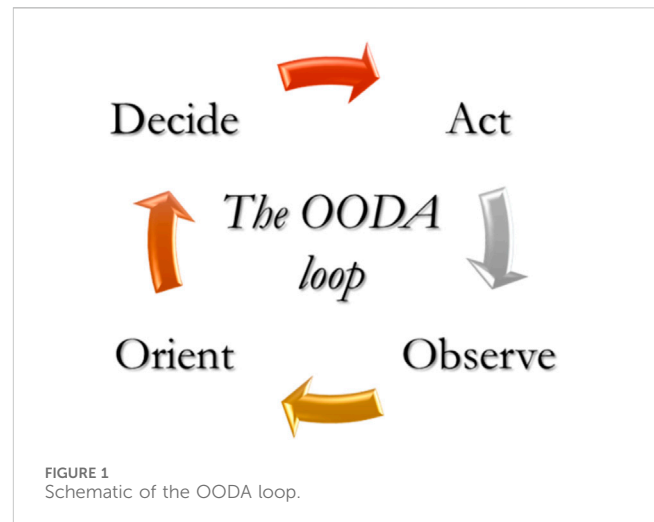 Decide
Act
The OODA
loop
Orient
Observe
FIGURE 1
Schematic of the OODA loop.